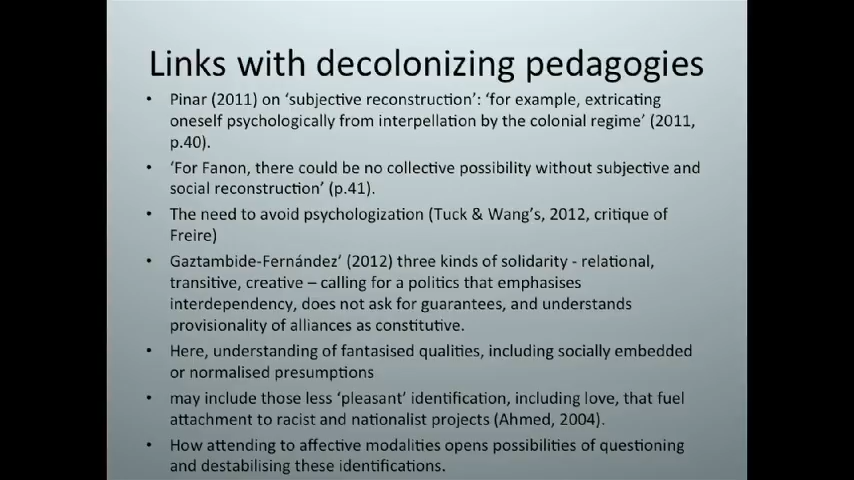 Links with decolonizing pedagogies
• Pinar (2011) on ‘subjective reconstruction’: ‘for example, extricating
oneself psychologically from interpellation by the colonial regime’ (2011,
p.40).
• ‘For Fanon, there could be no collective possibility without subjective and
social reconstruction’ (p.41).
• The need to avoid psychologization (Tuck & Wang’s, 2012, critique of
Freire)
• Gaztambide-Fernández’ (2012) three kinds of solidarity - relational,
transitive, creative – calling for a politics that emphasises
interdependency, does not ask for guarantees, and understands
provisionality of alliances as constitutive.
• Here, understanding of fantasised qualities, including socially embedded
or normalised presumptions
• may include those less ‘pleasant’ identification, including love, that fuel
attachment to racist and nationalist projects (Ahmed, 2004).
• How attending to affective modalities opens possibilities of questioning
and destabilising these identifications.